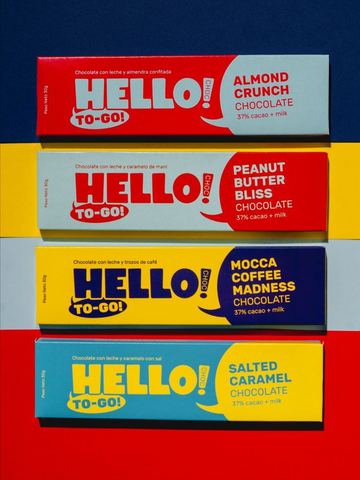 Chocolate con leche y almendra confitada
Peso Neto 30g
HELLO!
CHOC
TO-GO!
ALMOND
CRUNCH
CHOCOLATE
37% cacao + milk
Chocolate con leche y caramelo de maní
Peso Neto 30g
HELLO!
CHOC
TO-GO!
PEANUT
BUTTER
BLISS
CHOCOLATE
37% cacao + milk
Chocolate con leche y trozos de café
Peso Neto 30g
HELLO!
CHOC
TO-GO!
MOCCA
COFFEE
MADNESS
CHOCOLATE
37% cacao + milk
Chocolate con leche y caramelo con sal
Peso Neto 30g
HELLO!
CHOC
TO-GO!
SALTED
CARAMEL
CHOCOLATE
37% cacao + milk